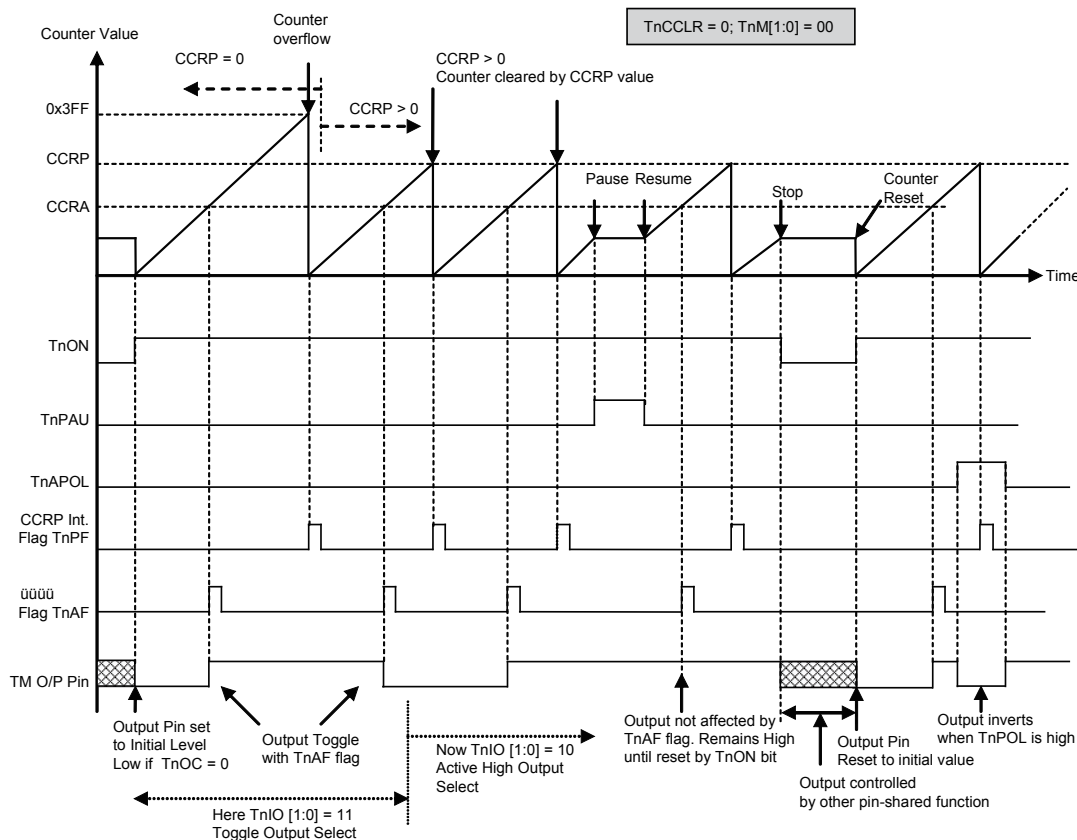 TnCCLR = 0; TnM[1:0] = 00
Counter Value
Counter
overflow
CCRP = 0
CCRP > 0
CCRP > 0
Counter cleared by CCRP value
0x3FF
CCRP
CCRA
Pause
Resume
Stop
Counter
Reset
Time
TnON
TnPAU
TnAPOL
CCRP Int.
Flag TnPF
üüüü
Flag TnAF
TM O/P Pin
Output Pin set
to Initial Level
Low if TnOC = 0
Output Toggle
with TnAF flag
Now TnIO [1:0] = 10
Active High Output
Select
Here TnIO [1:0] = 11
Toggle Output Select
Output not affected by
TnAF flag. Remains High
until reset by TnON bit
Output Pin
Reset to initial value
Output controlled
by other pin-shared function
Output inverts
when TnPOL is high